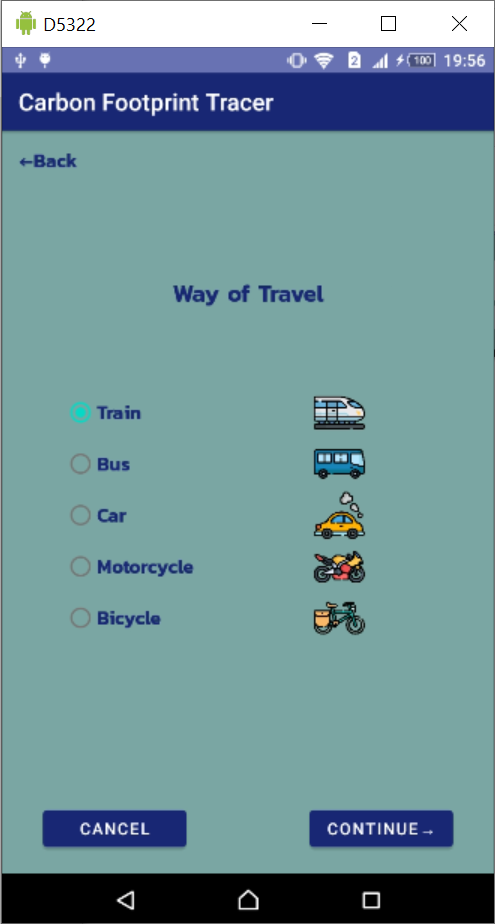 D5322
2 100 19:56
Carbon Footprint Tracer
←Back
Way of Travel
Train
Bus
Car
Motorcycle
Bicycle
CANCEL CONTINUE→